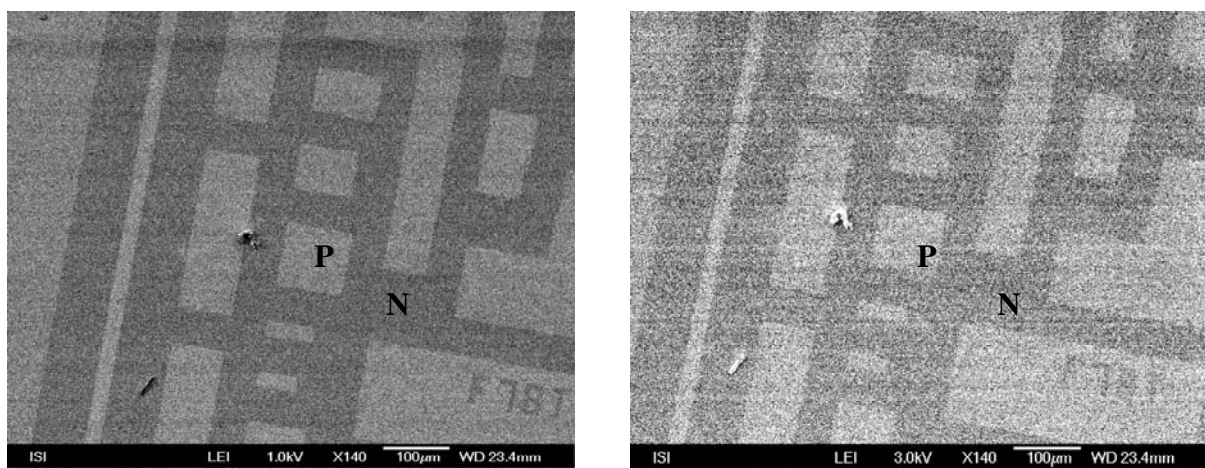 P
N
ISI LEI 1.0kV X140 100µm WD 23.4mm
P
N
ISI LEI 3.0kV X140 100µm WD 23.4mm